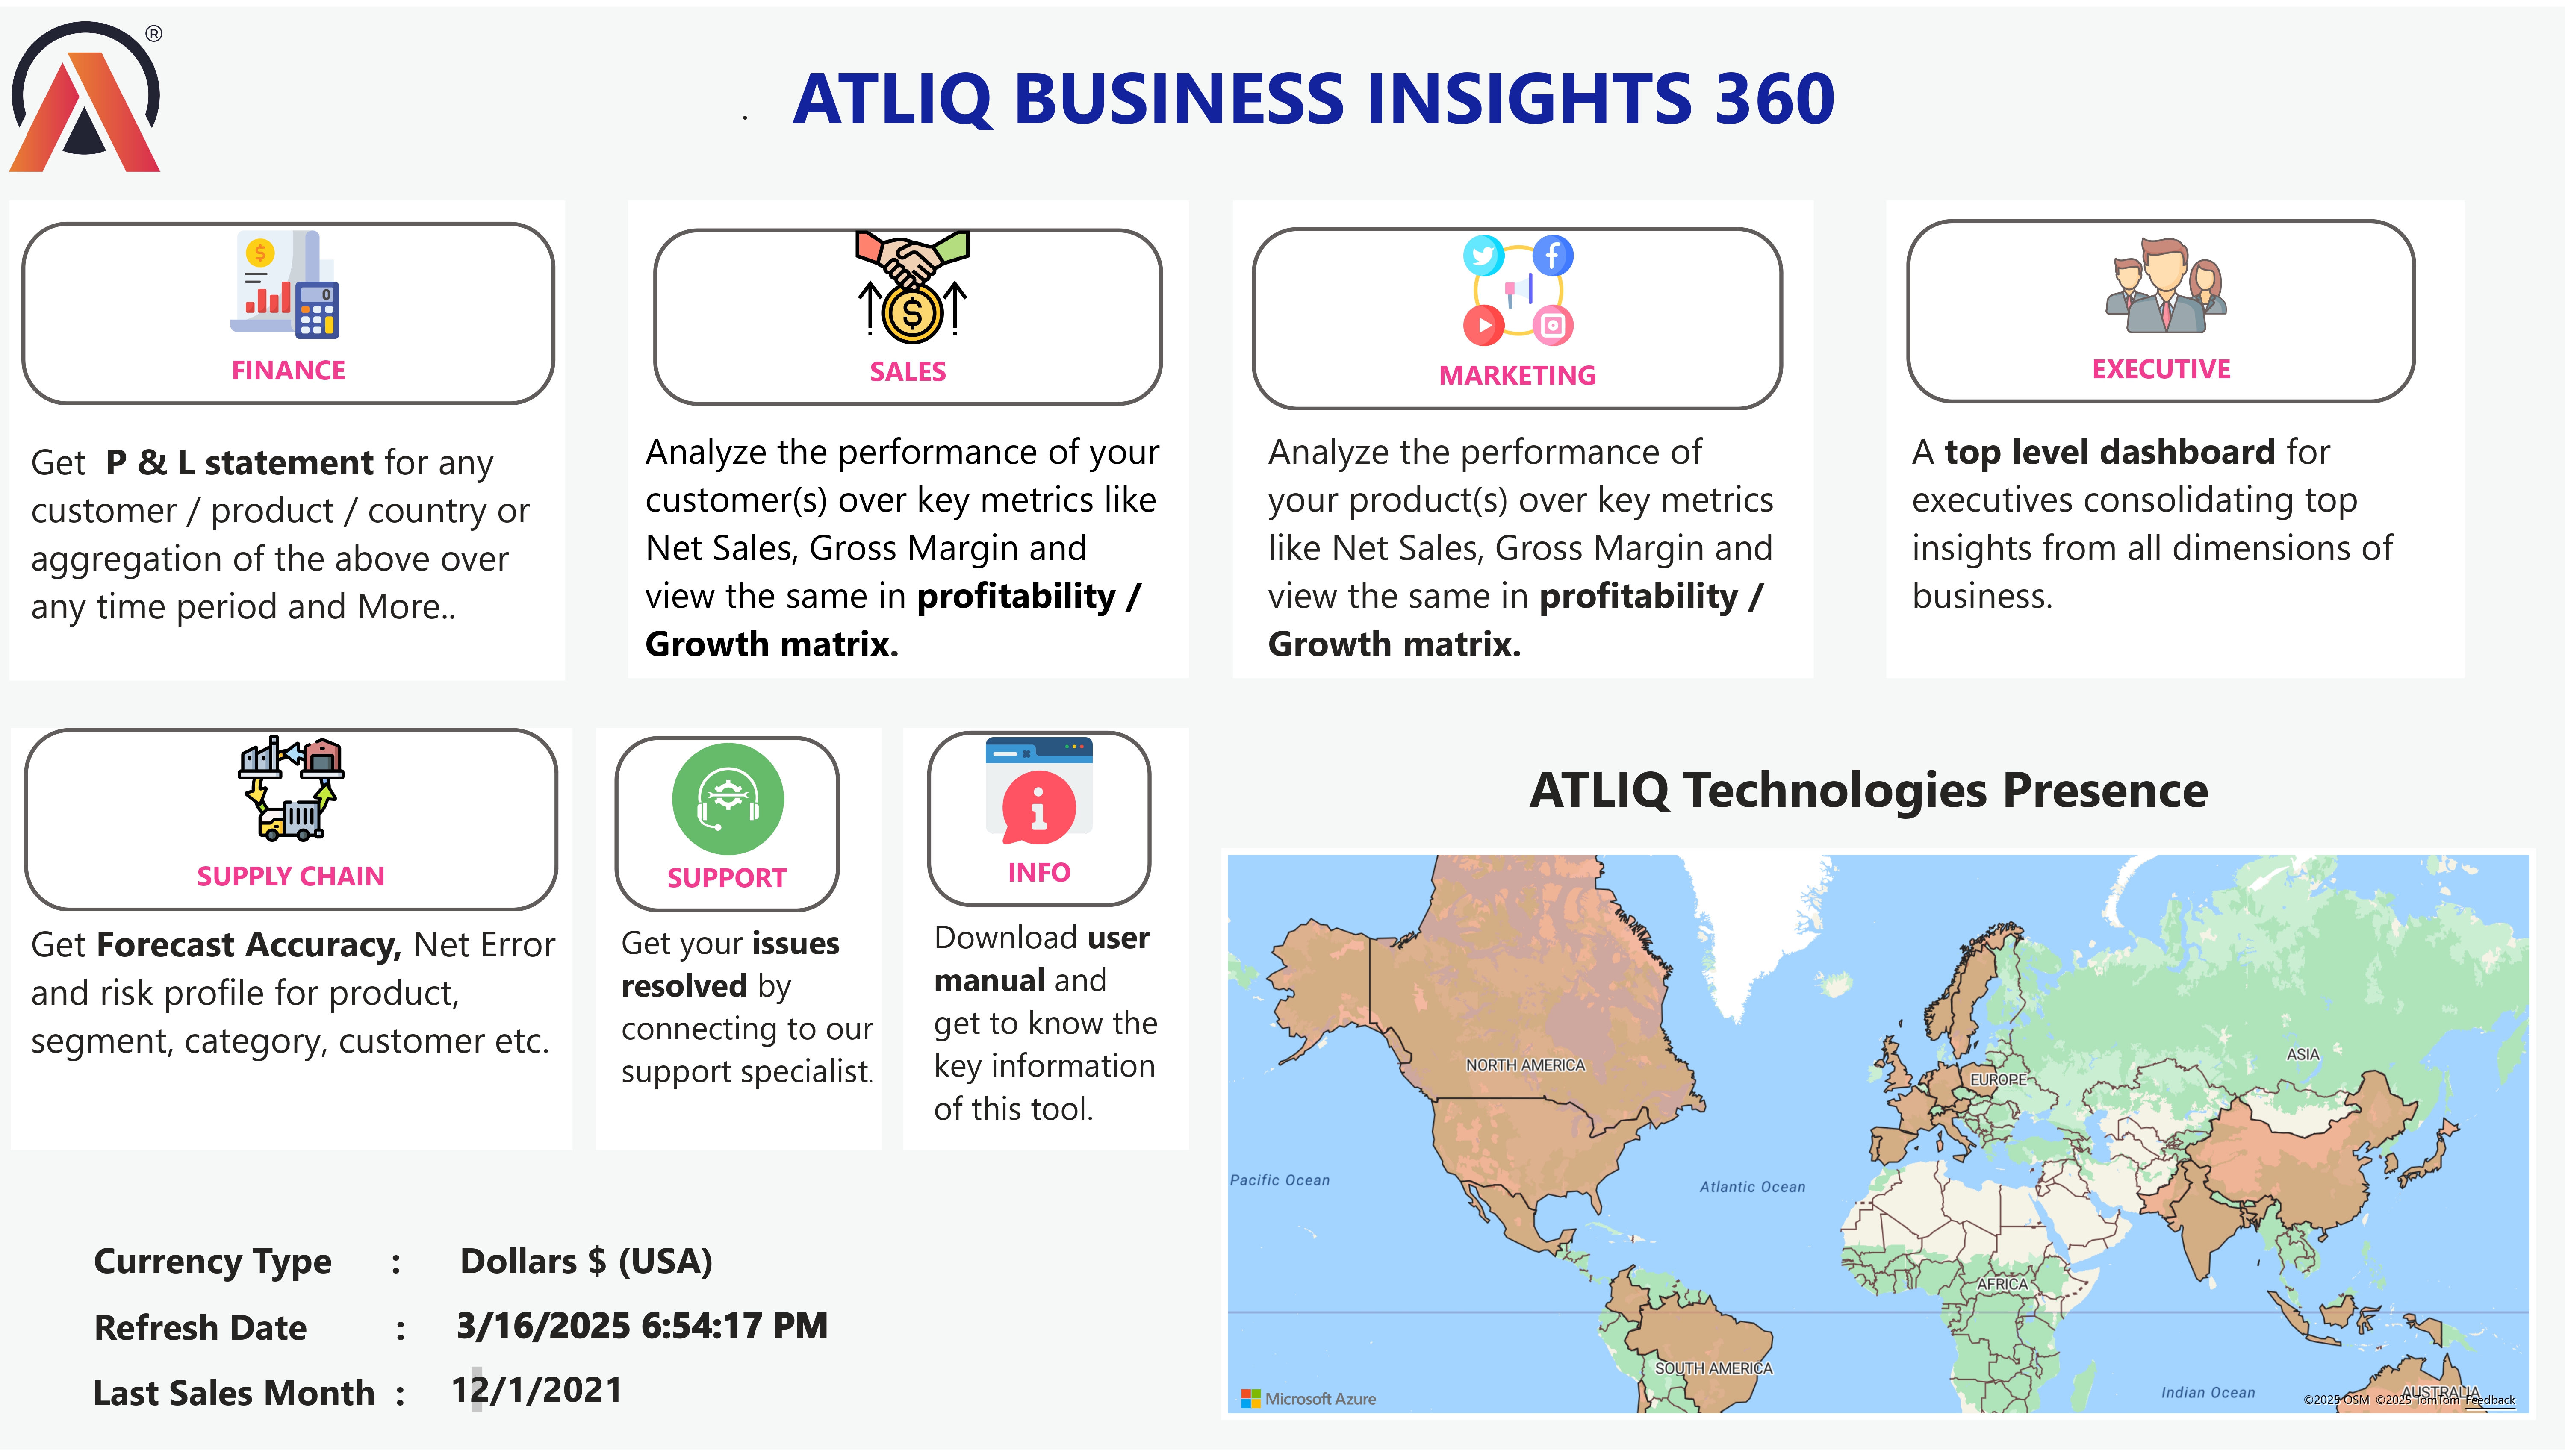 ®
. ATLIQ BUSINESS INSIGHTS 360
$
0
FINANCE
Get  P & L statement for any
customer / product / country or
aggregation of the above over
any time period and More..
$
SALES
Analyze the performance of your
customer(s) over key metrics like
Net Sales, Gross Margin and
view the same in profitability /
Growth matrix.
f
MARKETING
Analyze the performance of
your product(s) over key metrics
like Net Sales, Gross Margin and
view the same in profitability /
Growth matrix.
EXECUTIVE
A top level dashboard for
executives consolidating top
insights from all dimensions of
business.
SUPPLY CHAIN
Get Forecast Accuracy, Net Error
and risk profile for product,
segment, category, customer etc.
SUPPORT
Get your issues
resolved by
connecting to our
support specialist.
i
INFO
Download user
manual and
get to know the
key information
of this tool.
ATLIQ Technologies Presence
NORTH AMERICA
EUROPE
ASIA
Pacific Ocean
Atlantic Ocean
AFRICA
SOUTH AMERICA
Indian Ocean
AUSTRALIA
Microsoft Azure
©2025 OSM ©2025 TomTom Feedback
Currency Type : Dollars $ (USA)
Refresh Date : 3/16/2025 6:54:17 PM
Last Sales Month : 12/1/2021